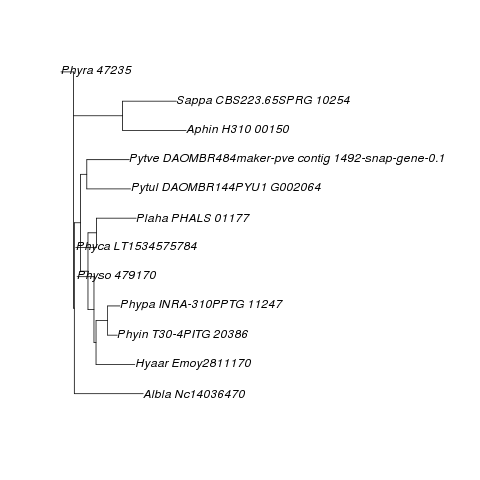 Phyra 47235
Sappa CBS223.65SPRG 10254
Aphin H310 00150
Pytve DAOMBR484maker-pve contig 1492-snap-gene-0.1
Pytul DAOMBR144PYU1 G002064
Plaha PHALS 01177
Phyca LT1534575784
Physo 479170
Phypa INRA-310PPTG 11247
Phyin T30-4PITG 20386
Hyaar Emoy2811170
Albla Nc14036470